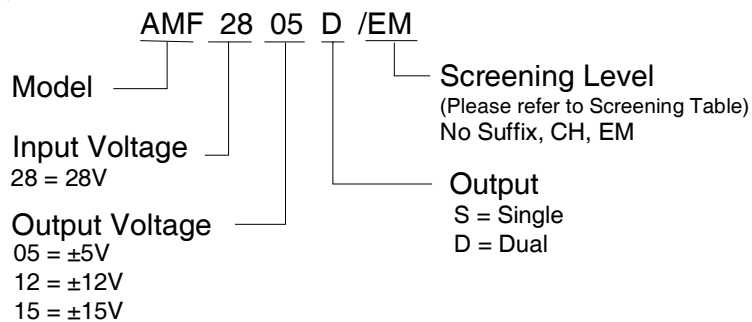 AMF 28 05 D /EM
Model
Input Voltage
28 = 28V
Output Voltage
05 = ±5V
12 = ±12V
15 = ±15V
Screening Level
(Please refer to Screening Table)
No Suffix, CH, EM
Output
S = Single
D = Dual